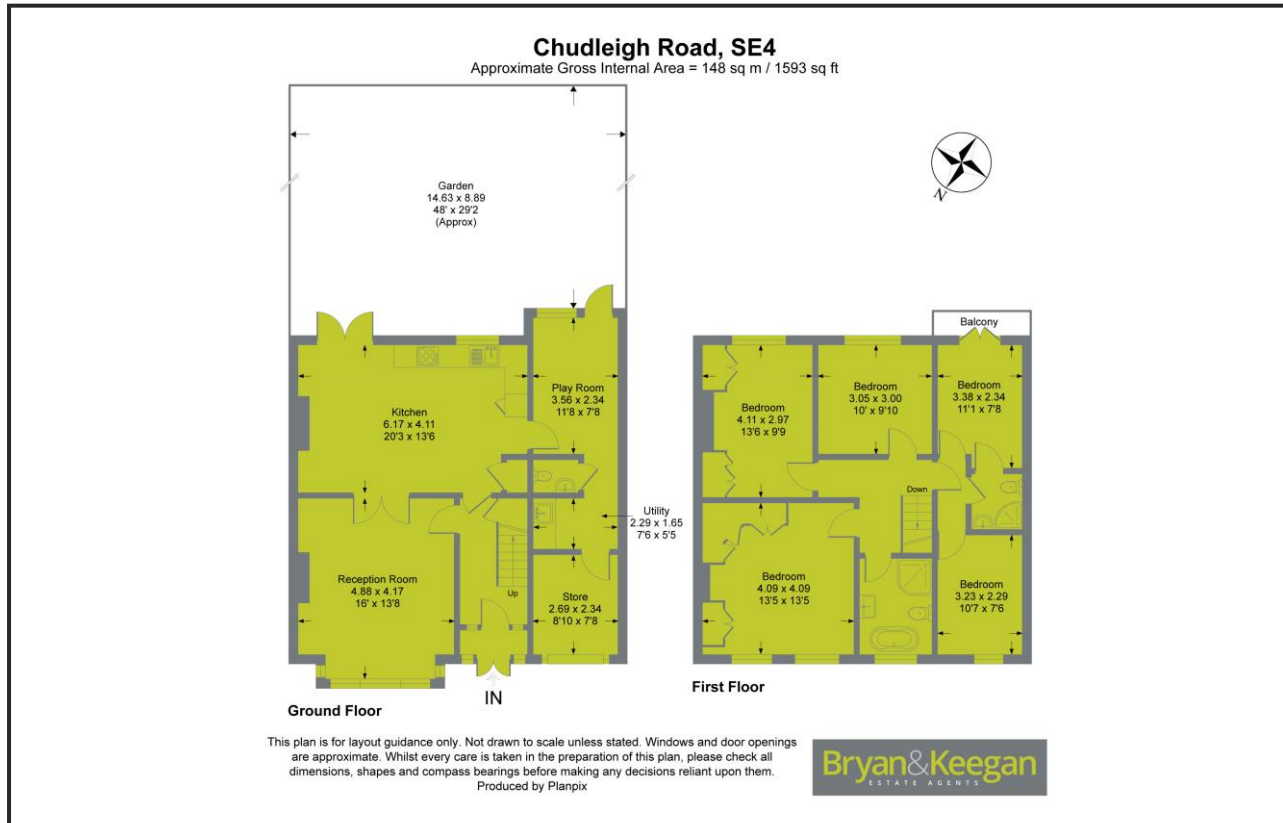 Chudleigh Road, SE4
Approximate Gross Internal Area = 148 sq m / 1593 sq ft
N
Garden
14.63 x 8.89
48' x 29'2
(Approx)
Kitchen
6.17 x 4.11
20'3 x 13'6
Play Room
3.56 x 2.34
11'8 x 7'8
Utility
2.29 x 1.65
7'6 x 5'5
Reception Room
4.88 x 4.17
16' x 13'8
Up
Store
2.69 x 2.34
8'10 x 7'8
IN
Ground Floor
Balcony
Bedroom
4.11 x 2.97
13'6 x 9'9
Bedroom
3.05 x 3.00
10' x 9'10
Bedroom
3.38 x 2.34
11'1 x 7'8
Down
Bedroom
4.09 x 4.09
13'5 x 13'5
Bedroom
3.23 x 2.29
10'7 x 7'6
First Floor
This plan is for layout guidance only. Not drawn to scale unless stated. Windows and door openings
are approximate. Whilst every care is taken in the preparation of this plan, please check all
dimensions, shapes and compass bearings before making any decisions reliant upon them.
Produced by Planpix
Bryan&Keegan
ESTATE AGENTS